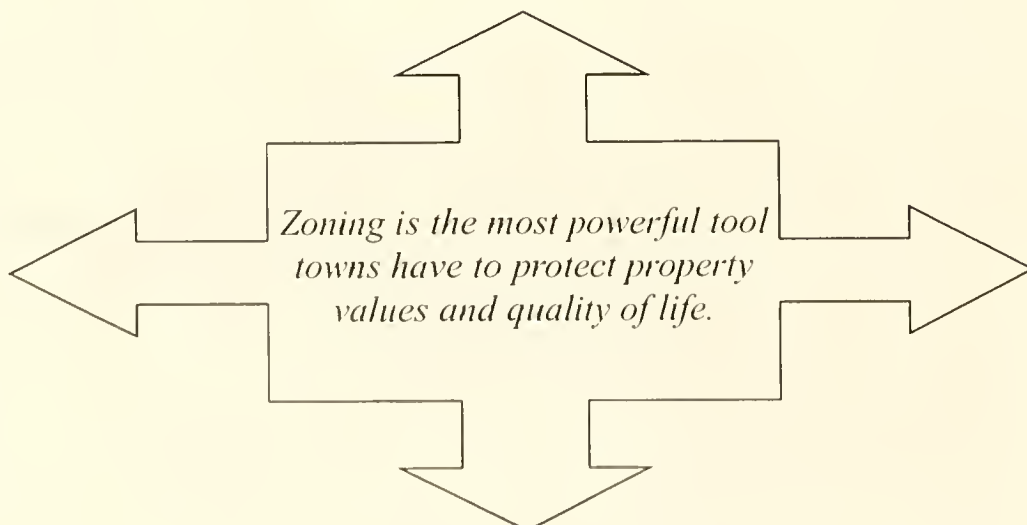 Zoning is the most powerful tool
towns have to protect property
values and quality of life.